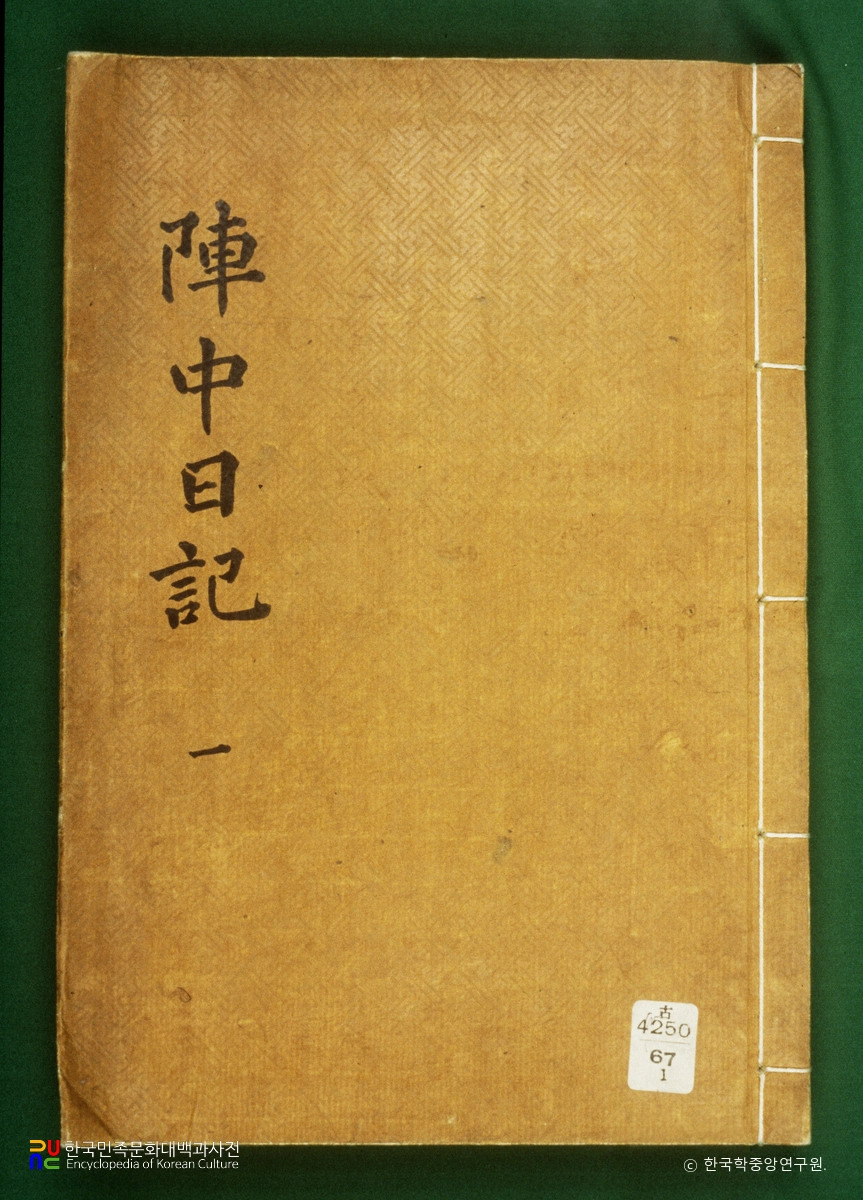 陣中日記 一
古
4250
67
1
한국민족문화대백과사전
Encyclopedia of Korean Culture
ⓒ 한국학중앙연구원.